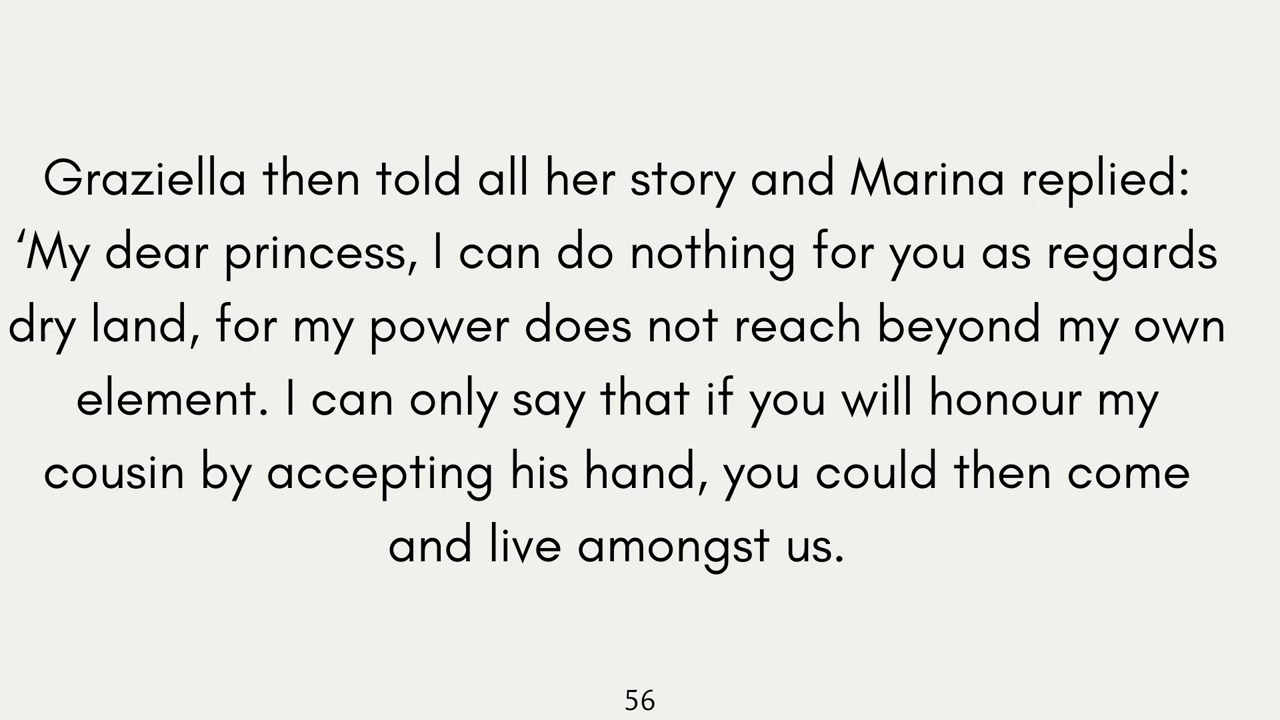 Graziella then told all her story and Marina replied:
‘My dear princess, I can do nothing for you as regards
dry land, for my power does not reach beyond my own
element. I can only say that if you will honour my
cousin by accepting his hand, you could then come
and live amongst us.
56